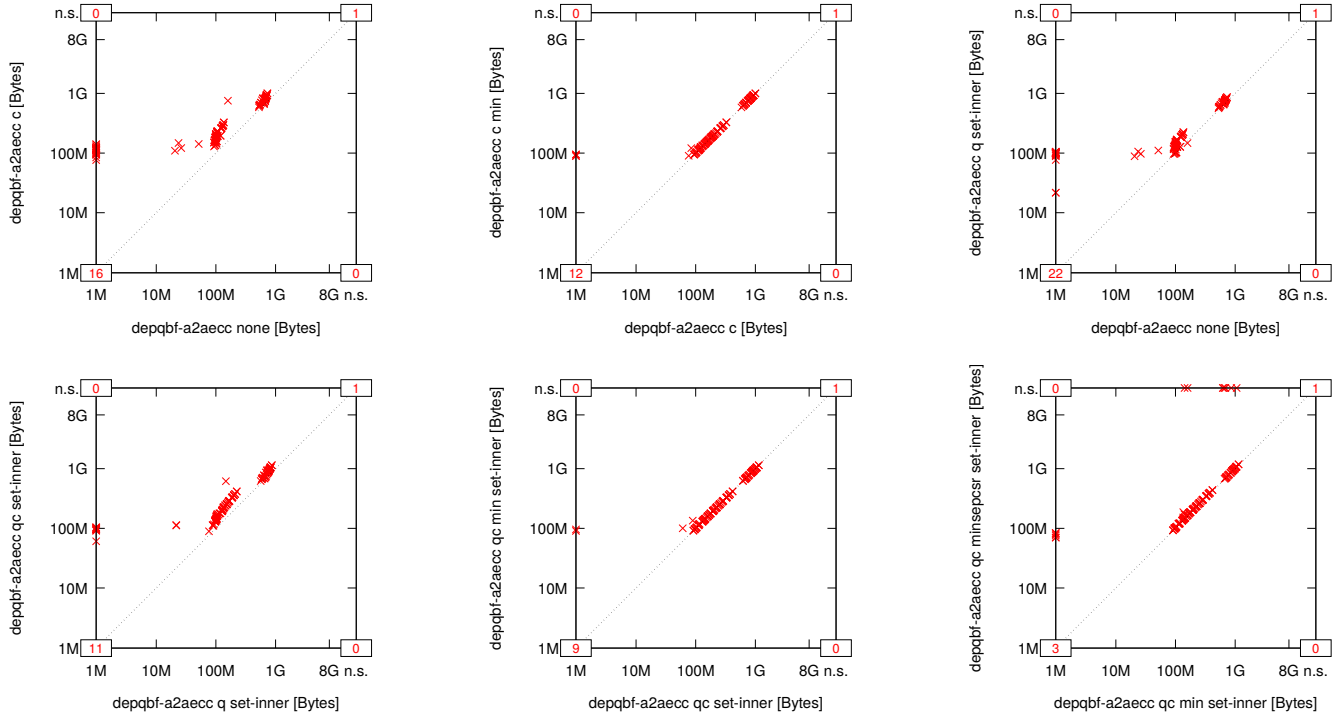 n.s. 0 1
8G
1G
100M
10M
1M 16 0
1M 10M 100M 1G 8G n.s.
depqbf-a2aecc c [Bytes]
depqbf-a2aecc none [Bytes]
n.s. 0 1
8G
1G
100M
10M
1M 12 0
1M 10M 100M 1G 8G n.s.
depqbf-a2aecc c min [Bytes]
depqbf-a2aecc c [Bytes]
n.s. 0 1
8G
1G
100M
10M
1M 22 0
1M 10M 100M 1G 8G n.s.
depqbf-a2aecc q set-inner [Bytes]
depqbf-a2aecc none [Bytes]
n.s. 0 1
8G
1G
100M
10M
1M 11 0
1M 10M 100M 1G 8G n.s.
depqbf-a2aecc qc set-inner [Bytes]
depqbf-a2aecc q set-inner [Bytes]
n.s. 0 1
8G
1G
100M
10M
1M 9 0
1M 10M 100M 1G 8G n.s.
depqbf-a2aecc qc min set-inner [Bytes]
depqbf-a2aecc qc set-inner [Bytes]
n.s. 0 1
8G
1G
100M
10M
1M 3 0
1M 10M 100M 1G 8G n.s.
depqbf-a2aecc qc minsepcsr set-inner [Bytes]
depqbf-a2aecc qc min set-inner [Bytes]